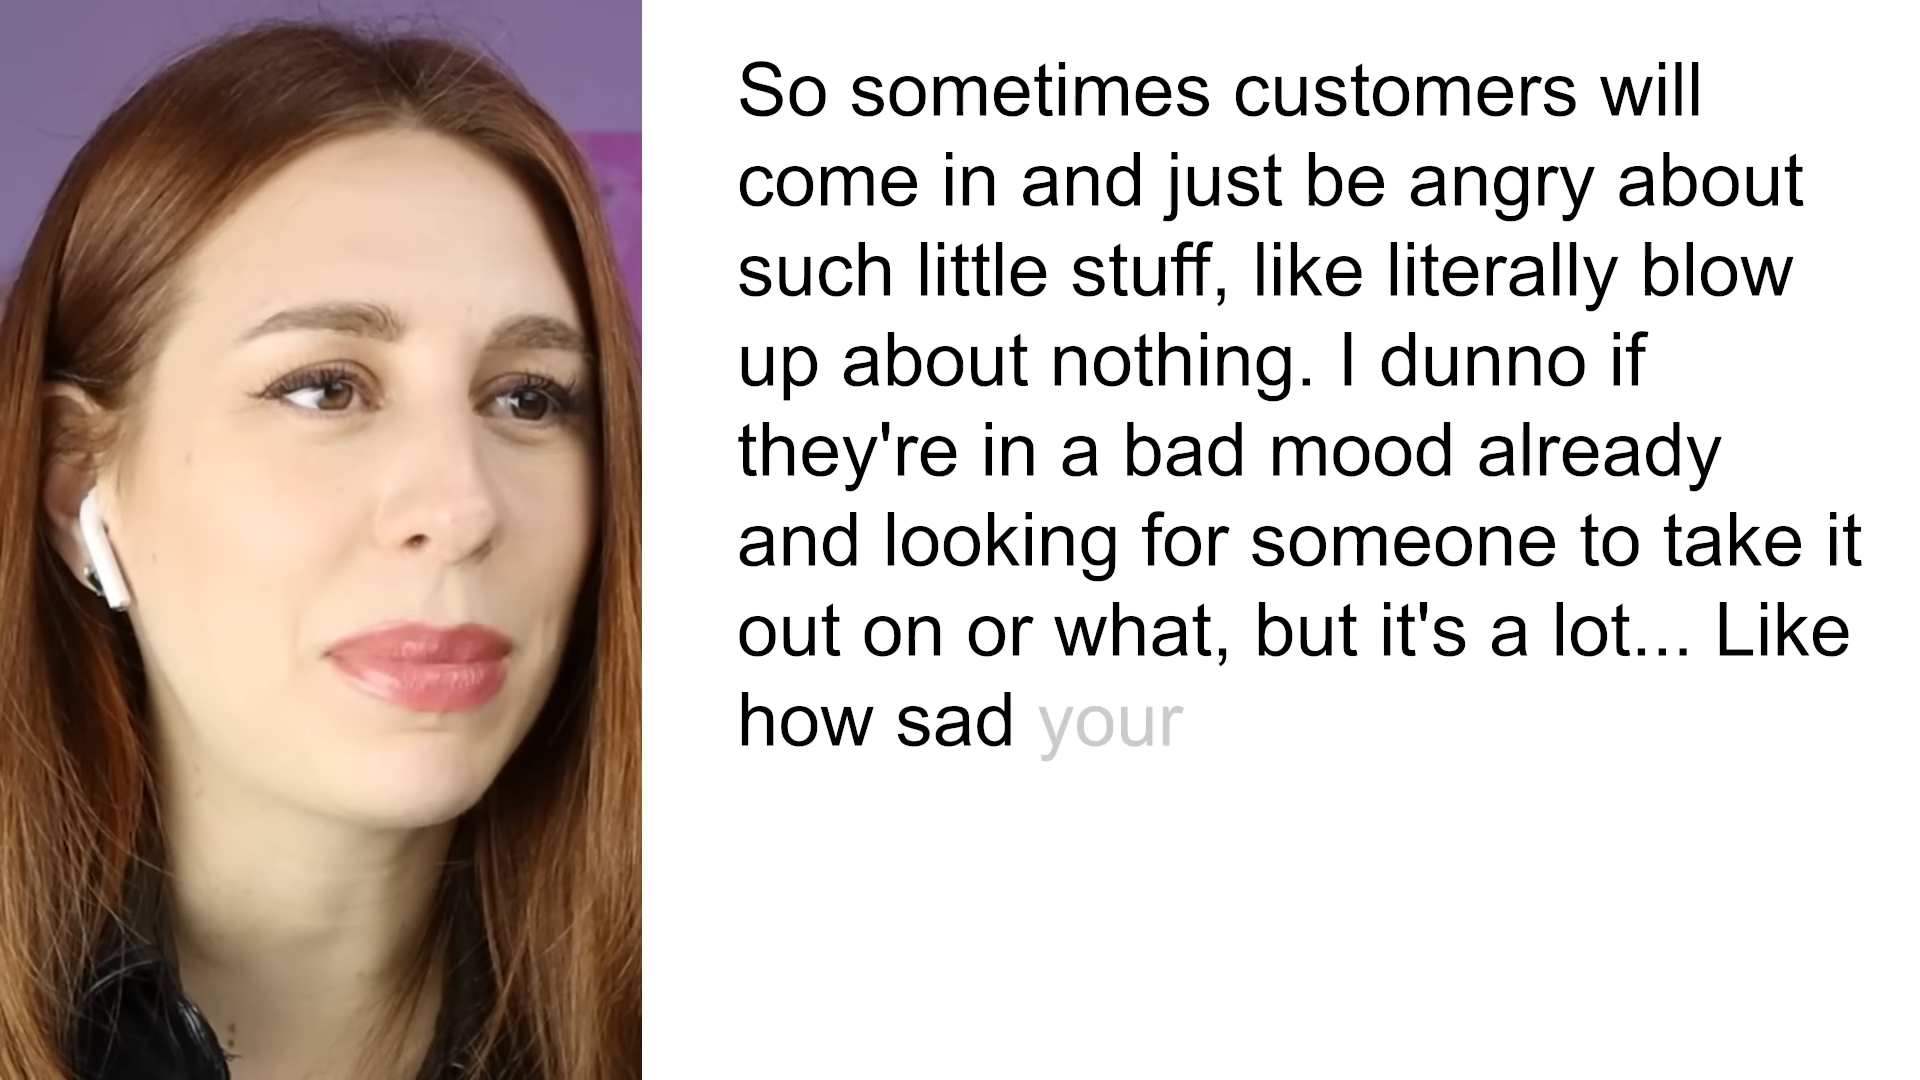 So sometimes customers will
come in and just be angry about
such little stuff, like literally blow
up about nothing. I dunno if
they're in a bad mood already
and looking for someone to take it
out on or what, but it's a lot... Like
how sad your